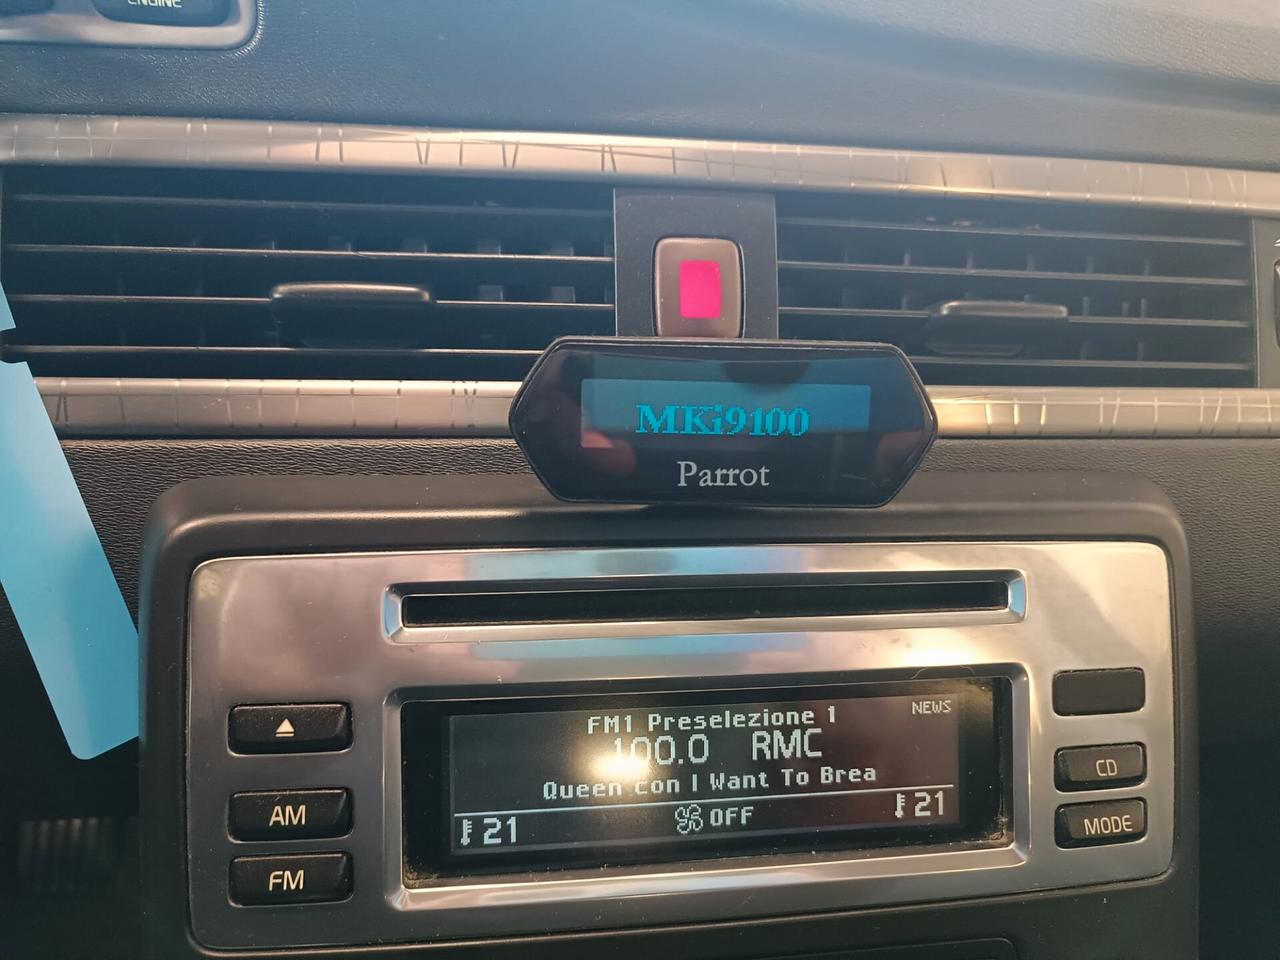 ENGINE
MKi9100
Parrot
FM1 Preselezione 1
NEWS
100.0 RMC
Queen con I Want To Brea
21
OFF
21
AM
FM
CD
MODE